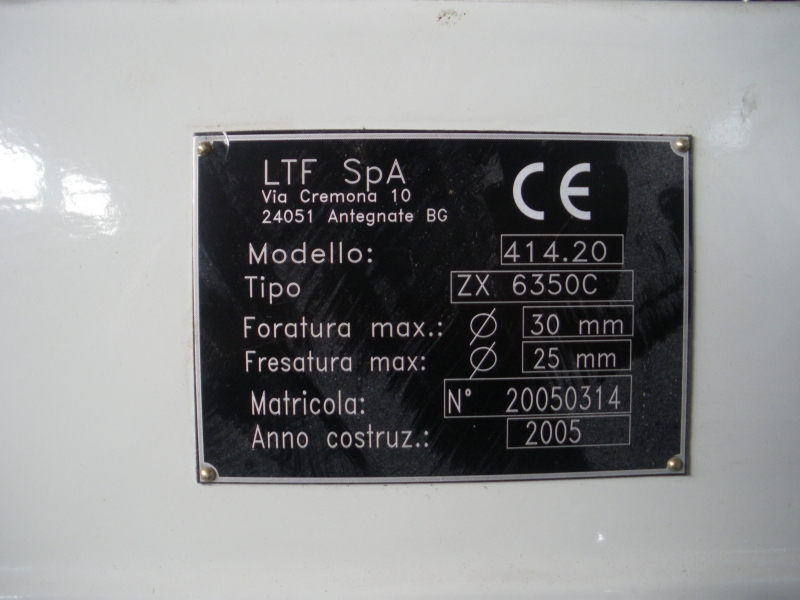 LTF SpA
Via Cremona 10
24051 Antegnate BG
CE
Modello: 414.20
Tipo ZX 6350C
Foratura max.: Ø 30 mm
Fresatura max: Ø 25 mm
Matricola: N° 20050314
Anno costruz.: 2005